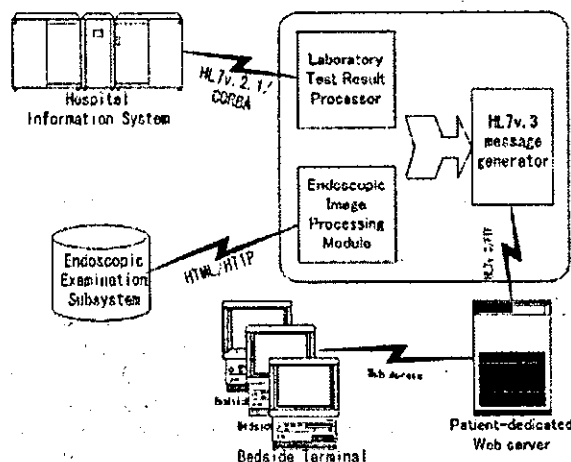 Hospital
Information System
HL7v.2.1/
CORBA
Laboratory
Test Result
Processor
HL7v.3
message
generator
Endoscopic
Image
Processing
Module
Endoscopic
Examination
Subsystem
HTML/HTTP
Web Access
Bedside Terminal
Patient-dedicated
Web server